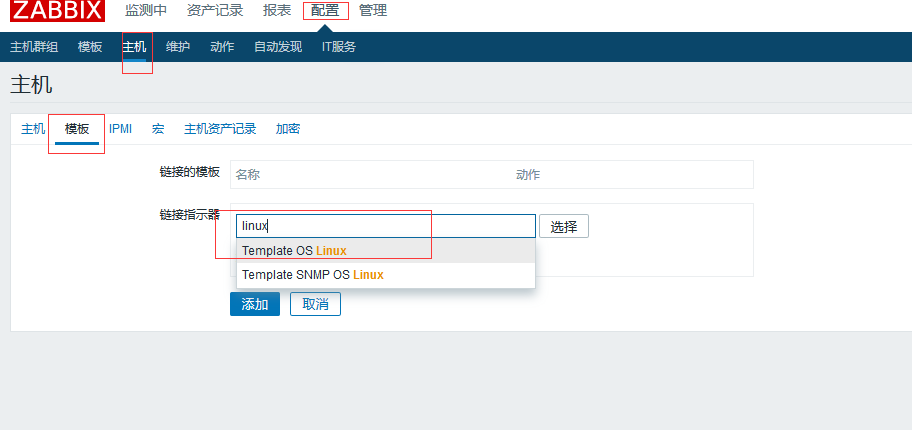 ZABBIX 监测中 资产记录 报表 配置 管理
主机群组 模板 主机 维护 动作 自动发现 IT服务
主机
主机 模板 IPMI 宏 主机资产记录 加密
链接的模板 名称 动作
链接指示器 linux 选择
Template OS Linux
Template SNMP OS Linux
添加 取消